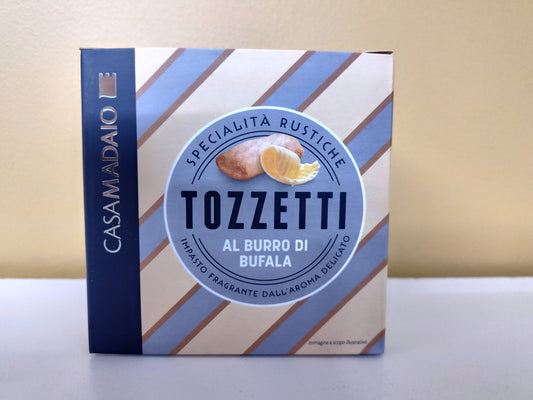 CASAMADAIO
SPECIALITÀ RUSTICHE
TOZZETTI
AL BURRO DI
BUFALA
IMPASTO FRAGRANTE DALL'AROMA DELICATO
immagine a scopo illustrativo